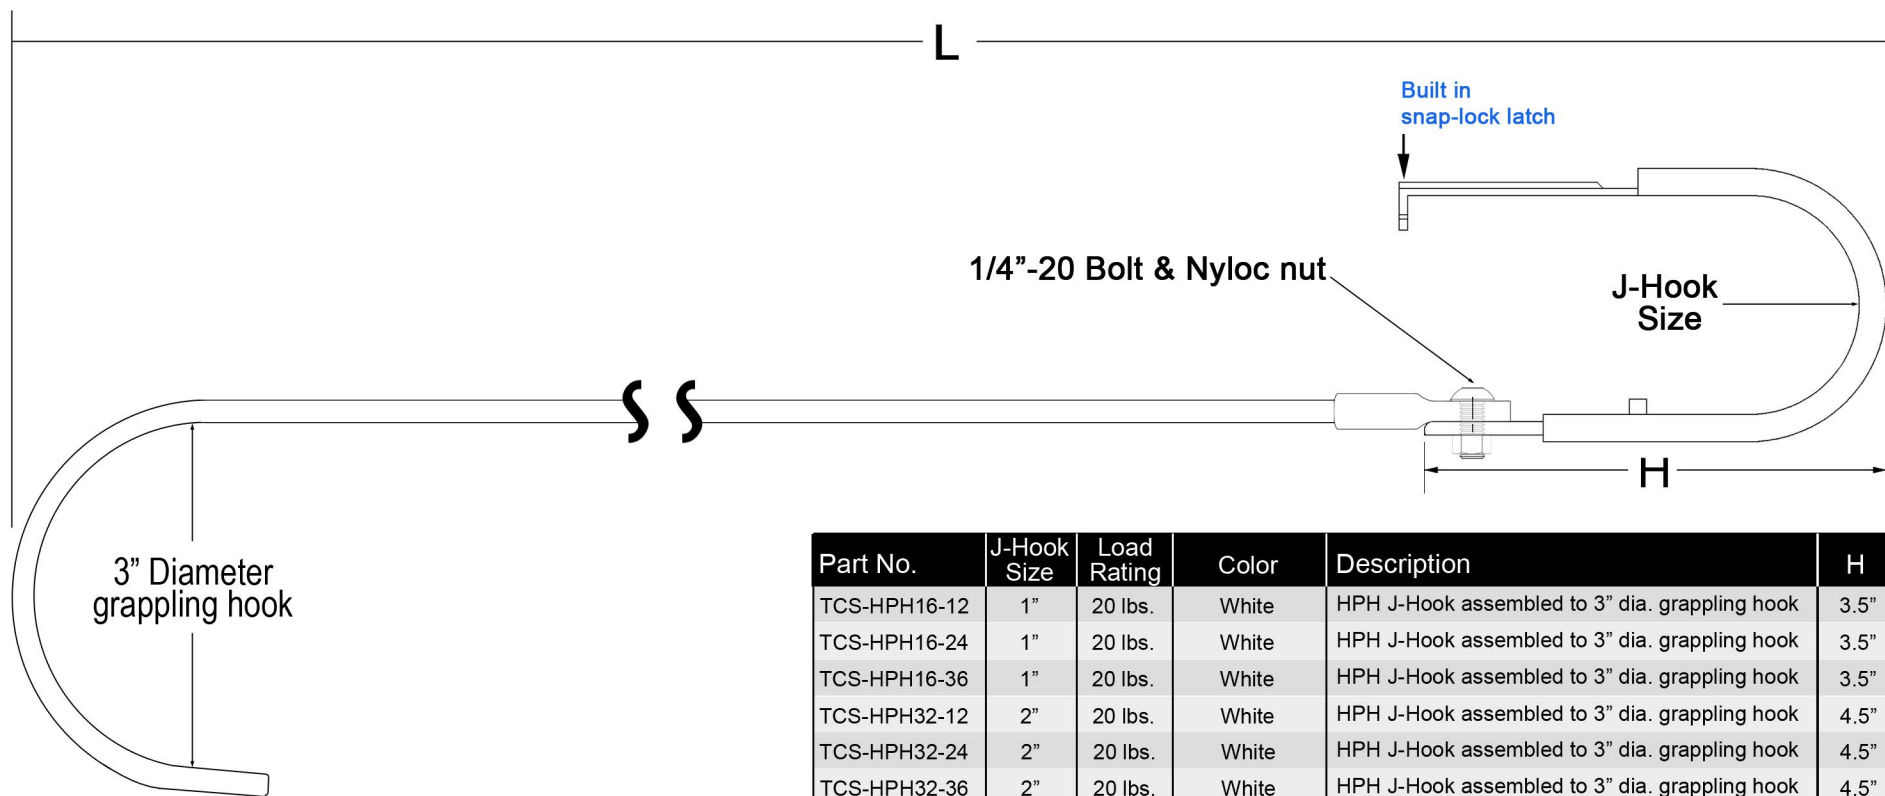 L
Built in
snap-lock latch
1/4”-20 Bolt & Nyloc nut
J-Hook
Size
H
3” Diameter
grappling hook
Part No. J-Hook Size Load Rating Color Description H
TCS-HPH16-12 1” 20 lbs. White HPH J-Hook assembled to 3” dia. grappling hook 3.5”
TCS-HPH16-24 1” 20 lbs. White HPH J-Hook assembled to 3” dia. grappling hook 3.5”
TCS-HPH16-36 1” 20 lbs. White HPH J-Hook assembled to 3” dia. grappling hook 3.5”
TCS-HPH32-12 2” 20 lbs. White HPH J-Hook assembled to 3” dia. grappling hook 4.5”
TCS-HPH32-24 2” 20 lbs. White HPH J-Hook assembled to 3” dia. grappling hook 4.5”
TCS-HPH32-36 2” 20 lbs. White HPH J-Hook assembled to 3” dia. grappling hook 4.5”